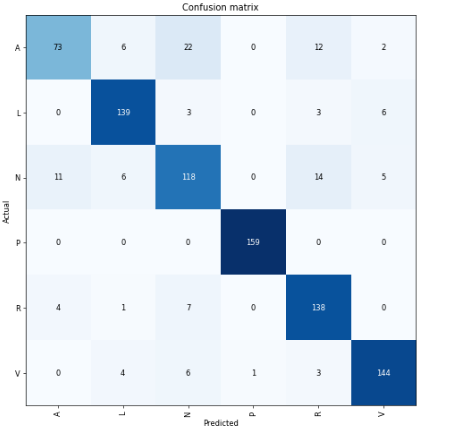 Confusion matrix
A 73 6 22 0 12 2
L 0 139 3 0 3 6
N 11 6 118 0 14 5
P 0 0 0 159 0 0
R 4 1 7 0 138 0
V 0 4 6 1 3 144
Actual
A L N P R V
Predicted